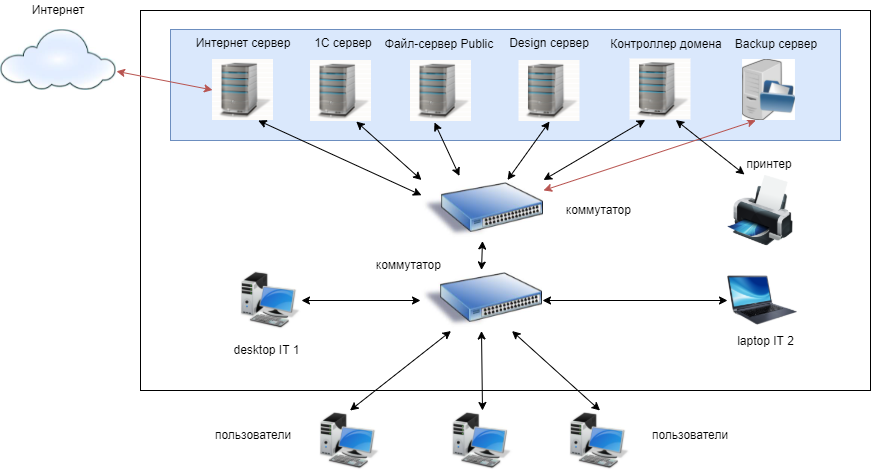 Интернет
Интернет сервер
1С сервер
Файл-сервер Public
Design сервер
Контроллер домена
Backup сервер
принтер
коммутатор
коммутатор
desktop IT 1
laptop IT 2
пользователи
пользователи